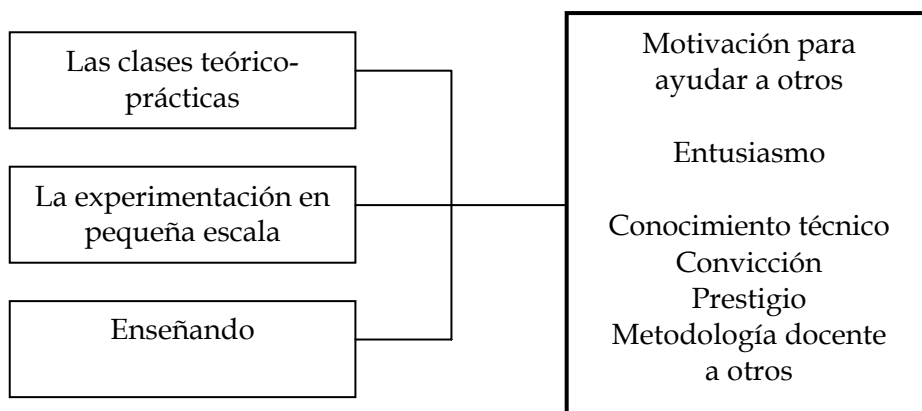 Las clases teórico-
prácticas
La experimentación en
pequeña escala
Enseñando
Motivación para
ayudar a otros
Entusiasmo
Conocimiento técnico
Convicción
Prestigio
Metodología docente
a otros